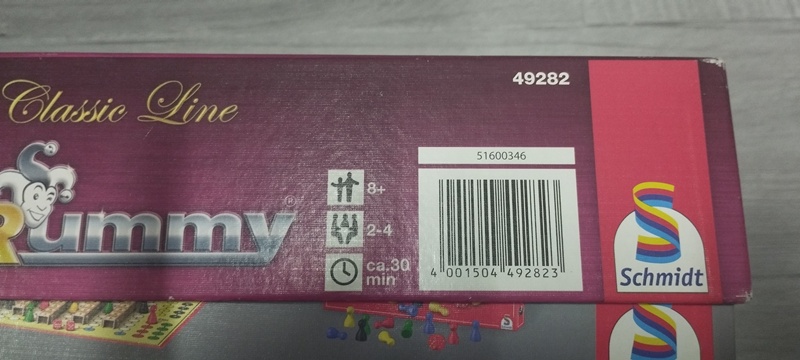 Classic Line
Rummy®
49282
51600346
8+
2-4
ca.30
min
4 001504 492823
Schmidt